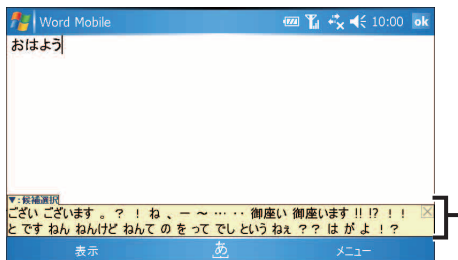 Word Mobile 10:00 ok
おはよう
▼:候補選択
ござい ございます 。 ? ! ね 、 ー ~ … ‥ 御座い 御座います !! !? ! !
と です ねん ねんけど ねんて の を って でし という ねぇ ?? は が よ ! ?
表示 あ メニュー